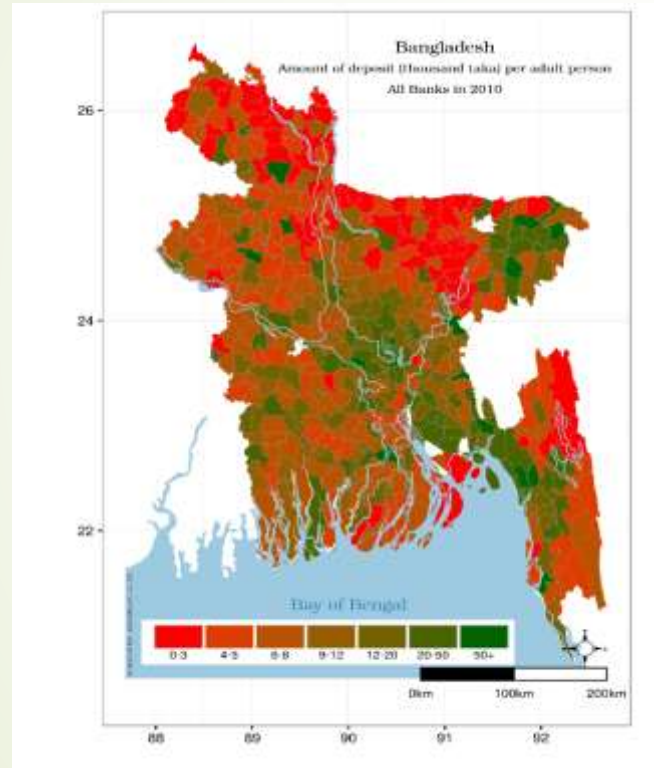 Bangladesh
Amount of deposit (thousand taka) per adult person
All Banks in 2010
26
24
22
Bay of Bengal
0-3 4-5 6-8 9-12 12-20 20-50 50+
0km 100km 200km
88 89 90 91 92